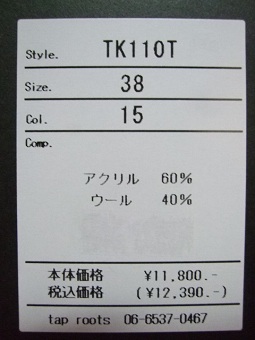 Style. TK110T
Size. 38
Col. 15
Comp.
アクリル 60%
ウール 40%
本体価格 ¥11,800.-
税込価格 (¥12,390.-)
tap roots 06-6537-0467